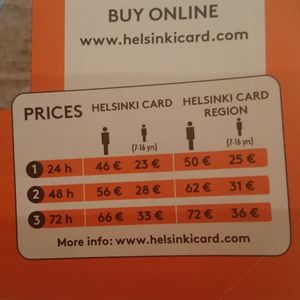 BUY ONLINE
www.helsinkicard.com
PRICES HELSINKI CARD HELSINKI CARD REGION
(7-16 yrs) (7-16 yrs)
1 24 h 46 € 23 € 50 € 25 €
2 48 h 56 € 28 € 62 € 31 €
3 72 h 66 € 33 € 72 € 36 €
More info: www.helsinkicard.com